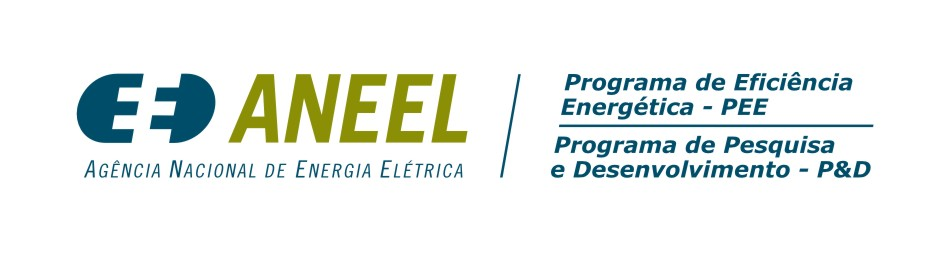 ANEEL
AGÊNCIA NACIONAL DE ENERGIA ELÉTRICA
Programa de Eficiência
Energética - PEE
Programa de Pesquisa
e Desenvolvimento - P&D